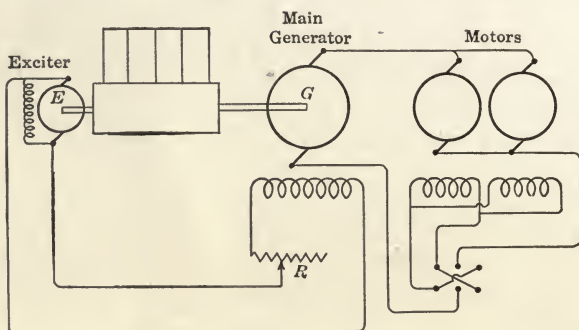 Main
Generator
Motors
Exciter
E
G
R